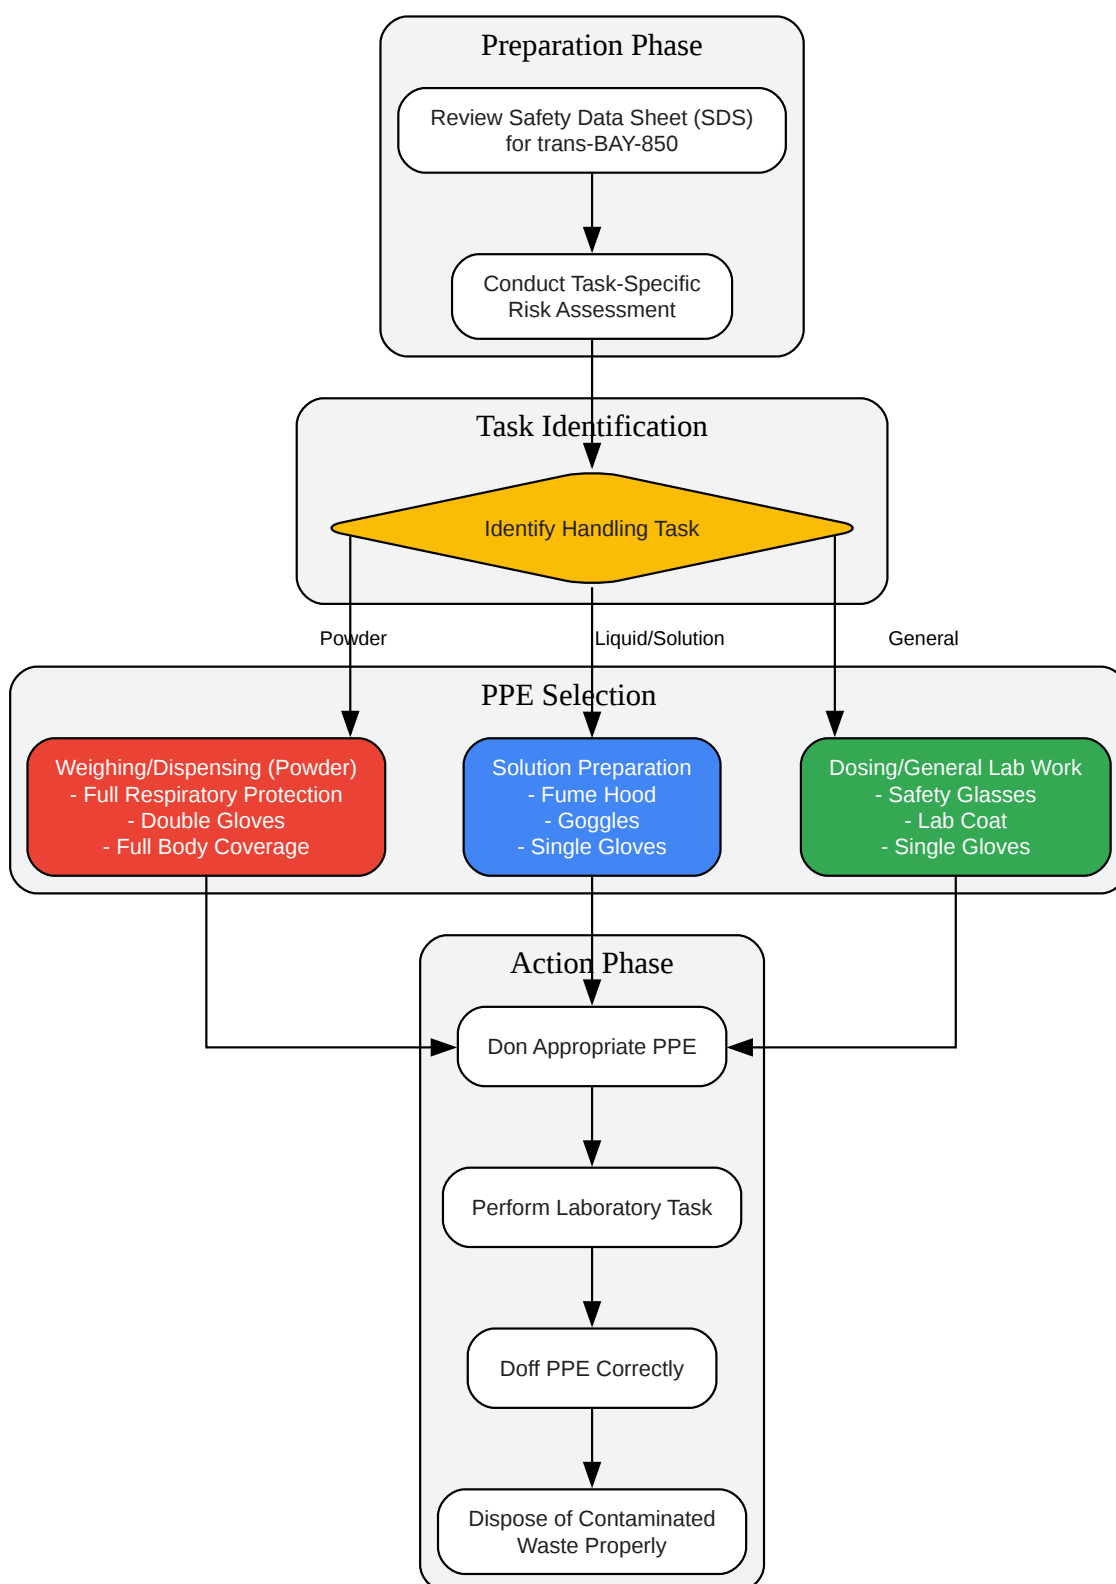 Preparation Phase
Review Safety Data Sheet (SDS)
for trans-BAY-850
Conduct Task-Specific
Risk Assessment
Task Identification
Identify Handling Task
Powder
Liquid/Solution
General
PPE Selection
Weighing/Dispensing (Powder)
- Full Respiratory Protection
- Double Gloves
- Full Body Coverage
Solution Preparation
- Fume Hood
- Goggles
- Single Gloves
Dosing/General Lab Work
- Safety Glasses
- Lab Coat
- Single Gloves
Action Phase
Don Appropriate PPE
Perform Laboratory Task
Doff PPE Correctly
Dispose of Contaminated
Waste Properly